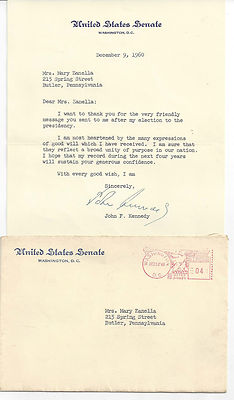 United States Senate
WASHINGTON, D.C.
December 9, 1960
Mrs. Mary Zanella
215 Spring Street
Butler, Pennsylvania
Dear Mrs. Zanella:
I want to thank you for the very friendly
message you sent to me after my election to the
presidency.
I am most heartened by the many expressions
of good will which I have received. I am sure that
they reflect a broad unity of purpose in our nation.
I hope that my record during the next four years
will sustain your generous confidence.
With every good wish, I am
Sincerely,
John Kennedy
John F. Kennedy
United States Senate
WASHINGTON, D.C.
D.C.
04
Mrs. Mary Zanella
215 Spring Street
Butler, Pennsylvania